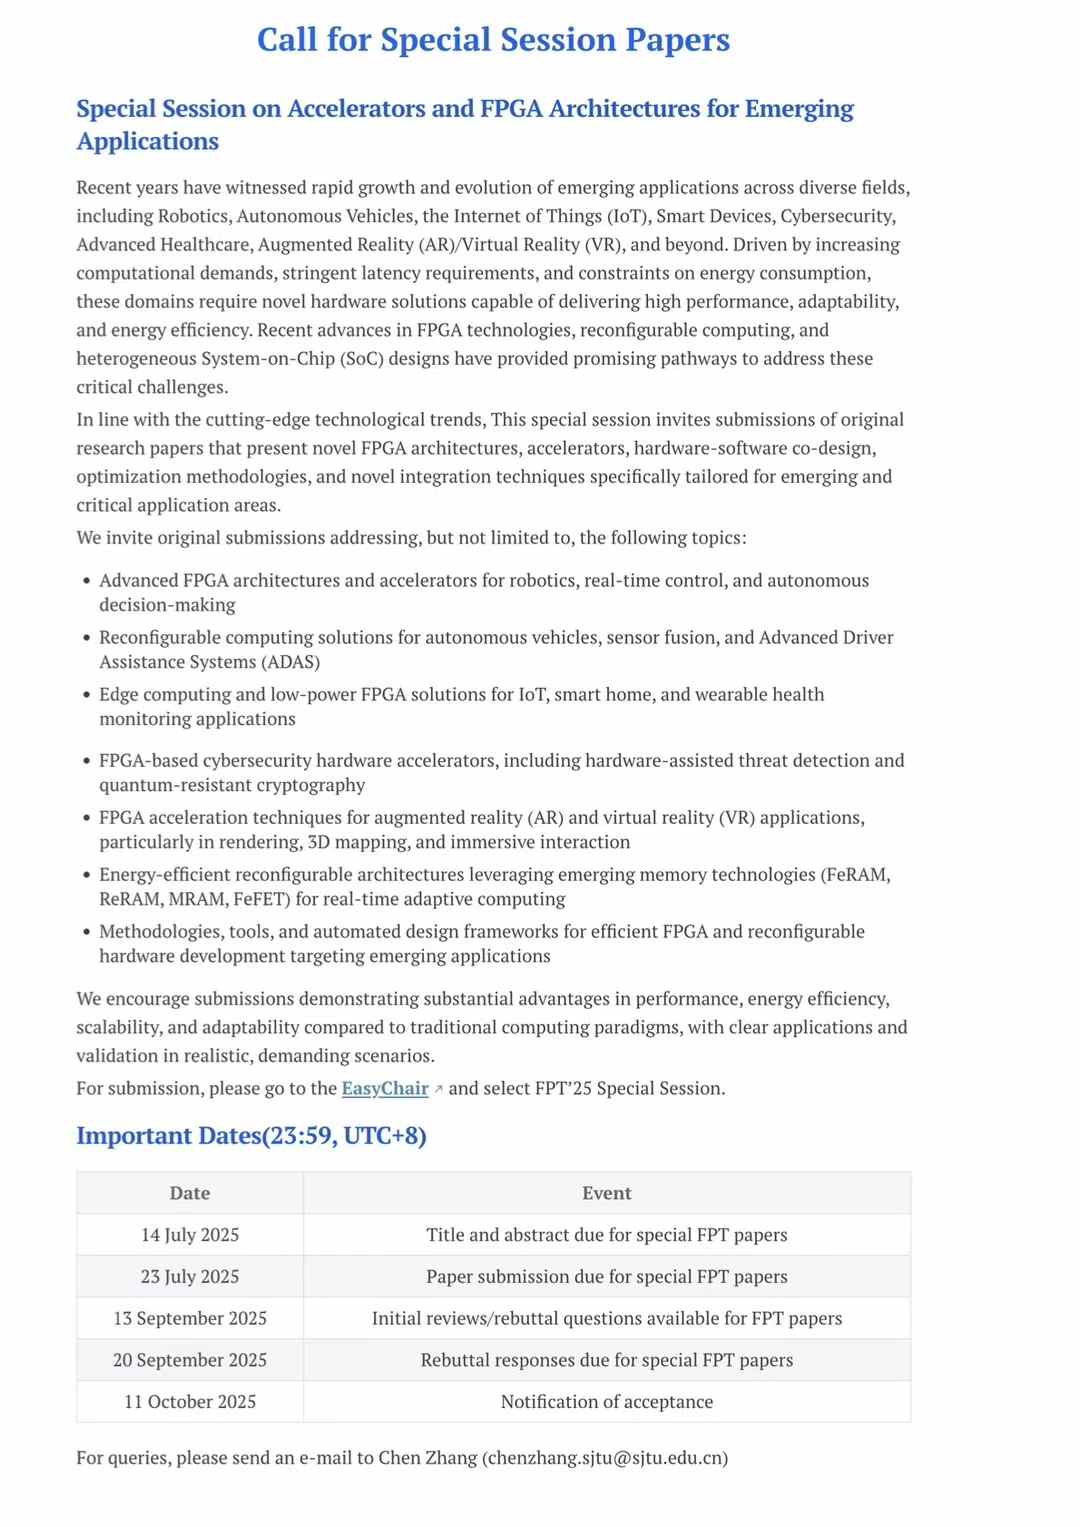 Call for Special Session Papers
Special Session on Accelerators and FPGA Architectures for Emerging
Applications
Recent years have witnessed rapid growth and evolution of emerging applications across diverse fields,
including Robotics, Autonomous Vehicles, the Internet of Things (IoT), Smart Devices, Cybersecurity,
Advanced Healthcare, Augmented Reality (AR)/Virtual Reality (VR), and beyond. Driven by increasing
computational demands, stringent latency requirements, and constraints on energy consumption,
these domains require novel hardware solutions capable of delivering high performance, adaptability,
and energy efficiency. Recent advances in FPGA technologies, reconfigurable computing, and
heterogeneous System-on-Chip (SoC) designs have provided promising pathways to address these
critical challenges.
In line with the cutting-edge technological trends, This special session invites submissions of original
research papers that present novel FPGA architectures, accelerators, hardware-software co-design,
optimization methodologies, and novel integration techniques specifically tailored for emerging and
critical application areas.
We invite original submissions addressing, but not limited to, the following topics:
• Advanced FPGA architectures and accelerators for robotics, real-time control, and autonomous
decision-making
• Reconfigurable computing solutions for autonomous vehicles, sensor fusion, and Advanced Driver
Assistance Systems (ADAS)
• Edge computing and low-power FPGA solutions for IoT, smart home, and wearable health
monitoring applications
• FPGA-based cybersecurity hardware accelerators, including hardware-assisted threat detection and
quantum-resistant cryptography
• FPGA acceleration techniques for augmented reality (AR) and virtual reality (VR) applications,
particularly in rendering, 3D mapping, and immersive interaction
• Energy-efficient reconfigurable architectures leveraging emerging memory technologies (FeRAM,
ReRAM, MRAM, FeFET) for real-time adaptive computing
• Methodologies, tools, and automated design frameworks for efficient FPGA and reconfigurable
hardware development targeting emerging applications
We encourage submissions demonstrating substantial advantages in performance, energy efficiency,
scalability, and adaptability compared to traditional computing paradigms, with clear applications and
validation in realistic, demanding scenarios.
For submission, please go to the EasyChair ↗ and select FPT’25 Special Session.
Important Dates(23:59, UTC+8)
Date Event
14 July 2025 Title and abstract due for special FPT papers
23 July 2025 Paper submission due for special FPT papers
13 September 2025 Initial reviews/rebuttal questions available for FPT papers
20 September 2025 Rebuttal responses due for special FPT papers
11 October 2025 Notification of acceptance
For queries, please send an e-mail to Chen Zhang (chenzhang.sjtu@sjtu.edu.cn)